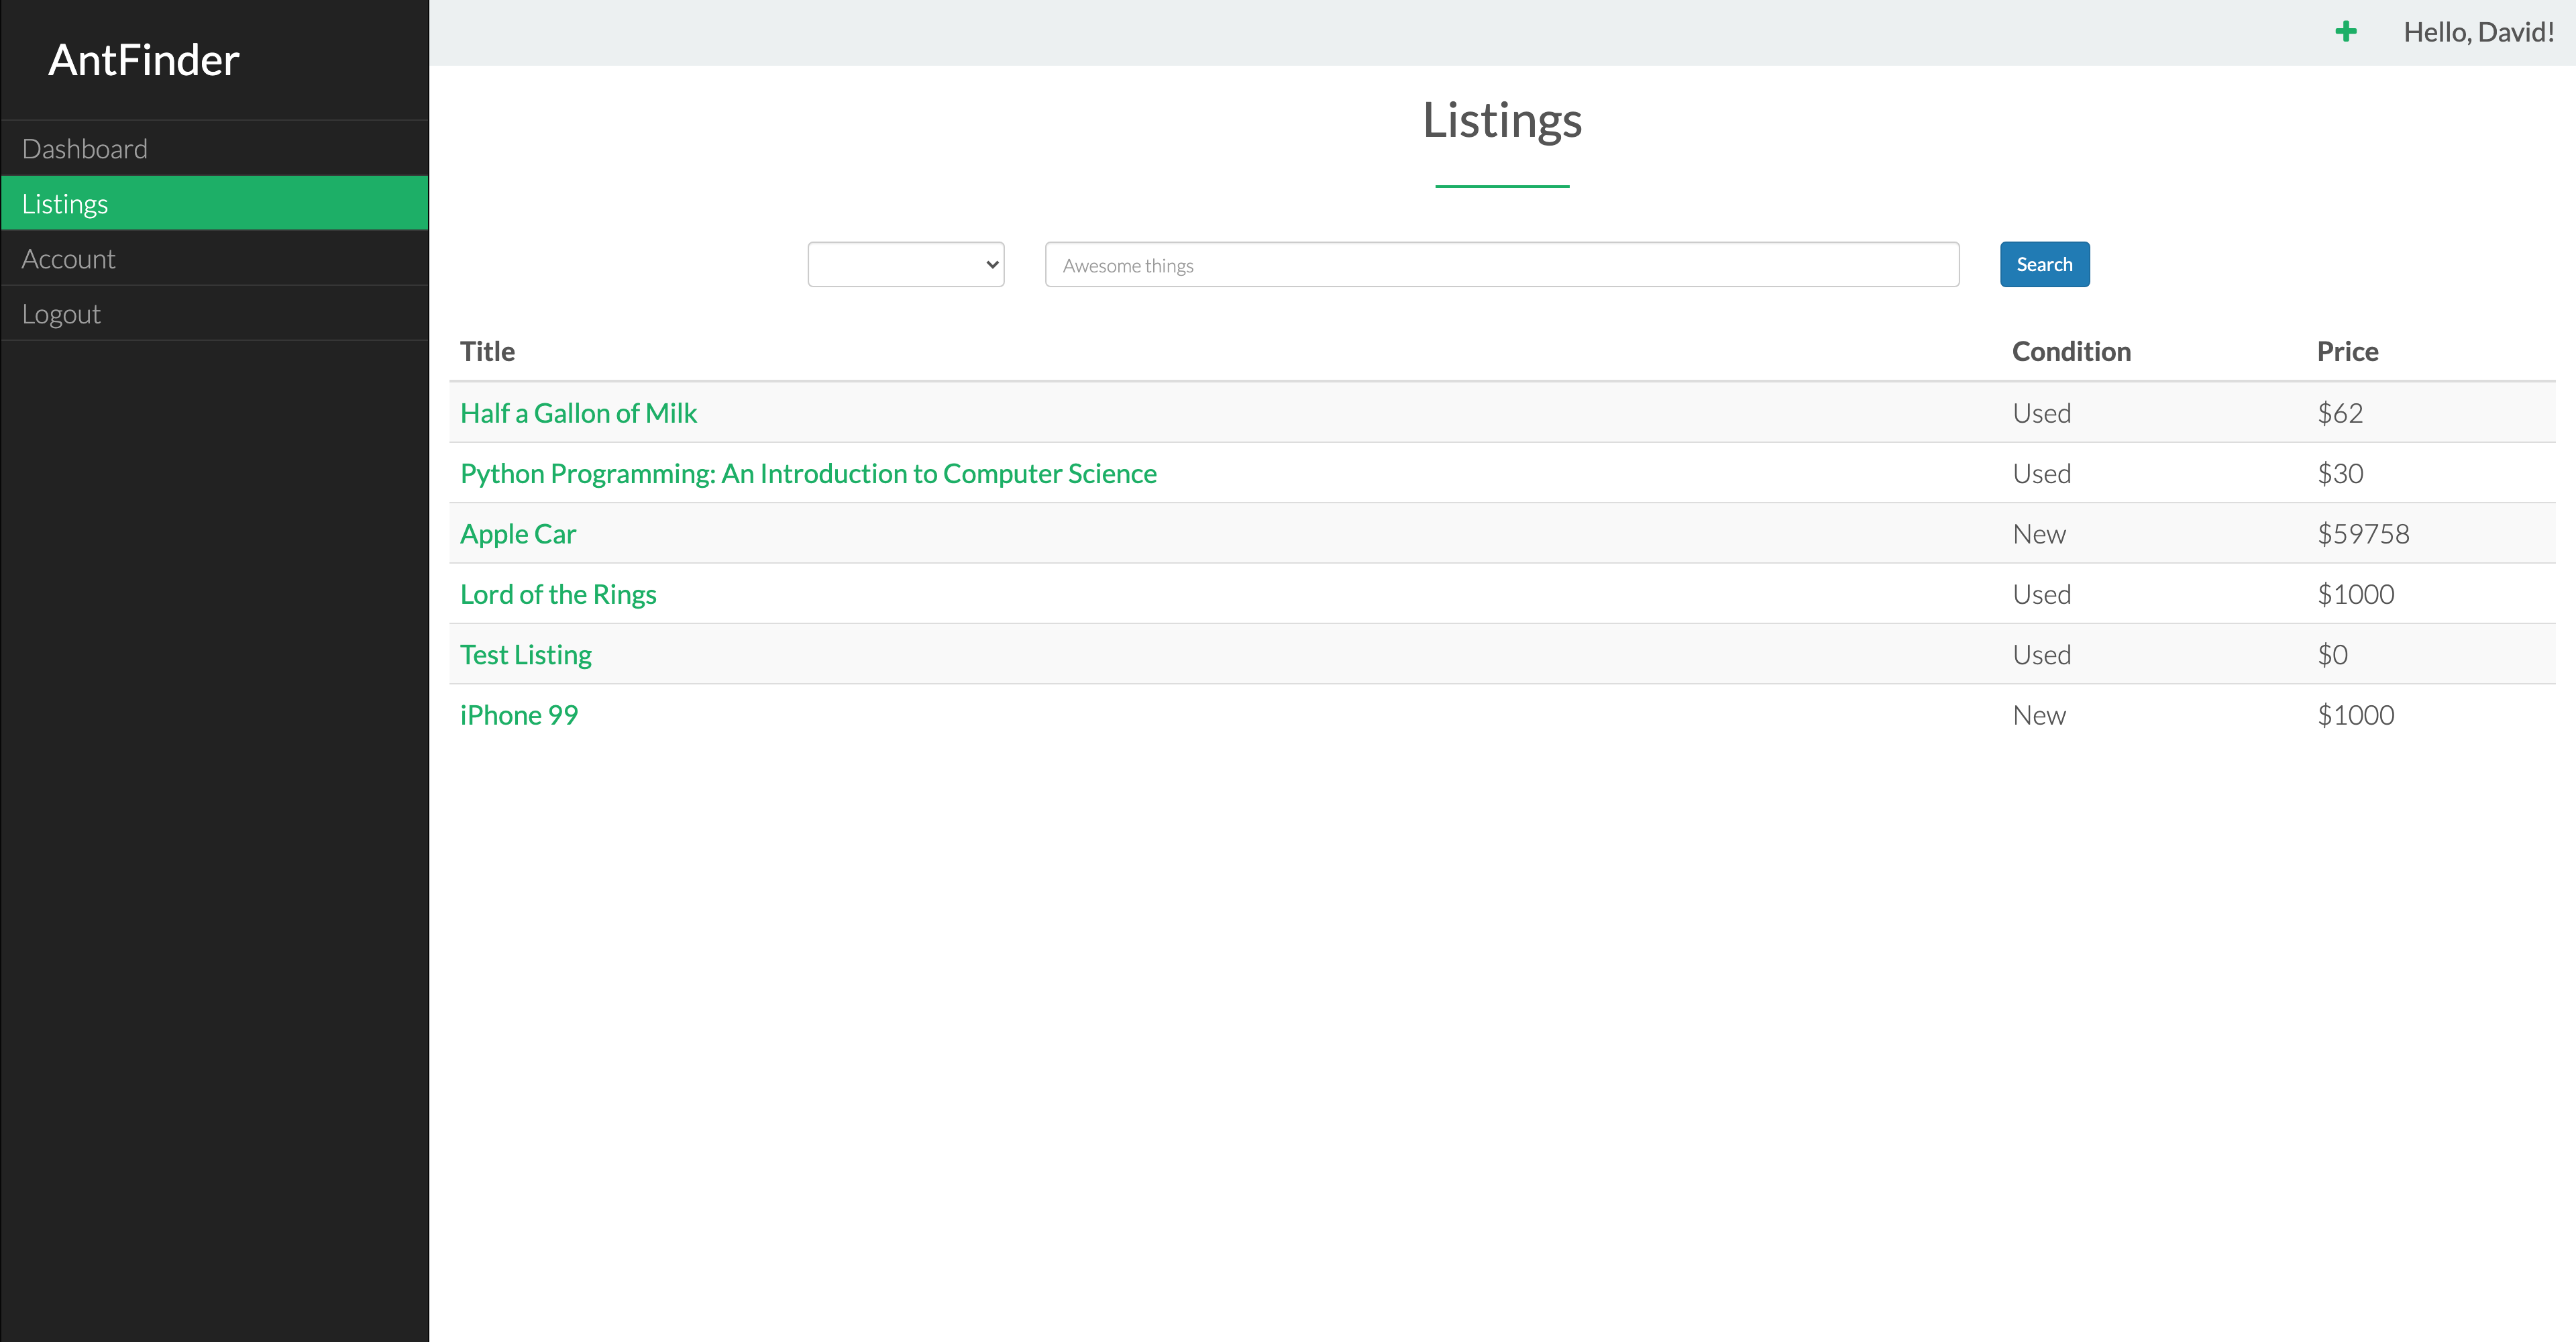 AntFinder
Dashboard
Listings
Account
Logout
Hello, David!
Listings
Awesome things
Search
Title Condition Price
Half a Gallon of Milk Used $62
Python Programming: An Introduction to Computer Science Used $30
Apple Car New $59758
Lord of the Rings Used $1000
Test Listing Used $0
iPhone 99 New $1000